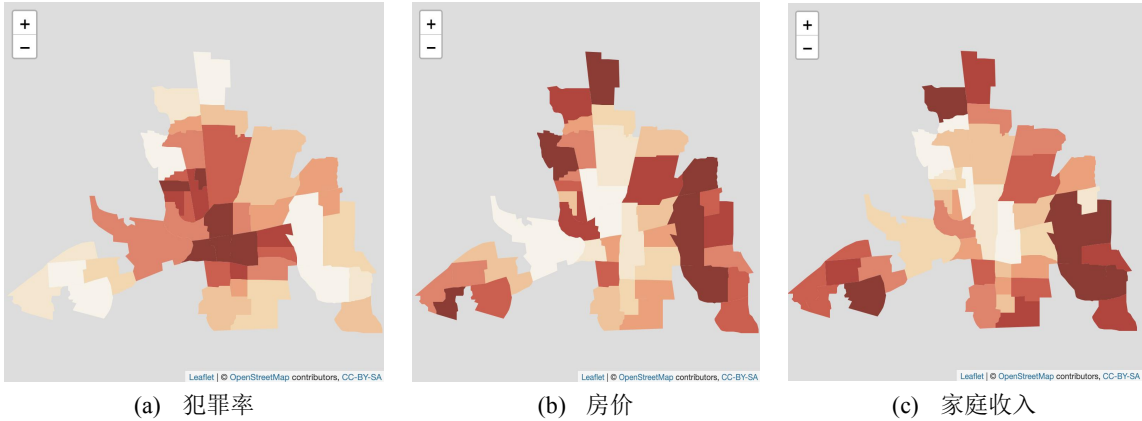 +
−
Leaflet | © OpenStreetMap contributors, CC-BY-SA
(a) 犯罪率
+
−
Leaflet | © OpenStreetMap contributors, CC-BY-SA
(b) 房价
+
−
Leaflet | © OpenStreetMap contributors, CC-BY-SA
(c) 家庭收入